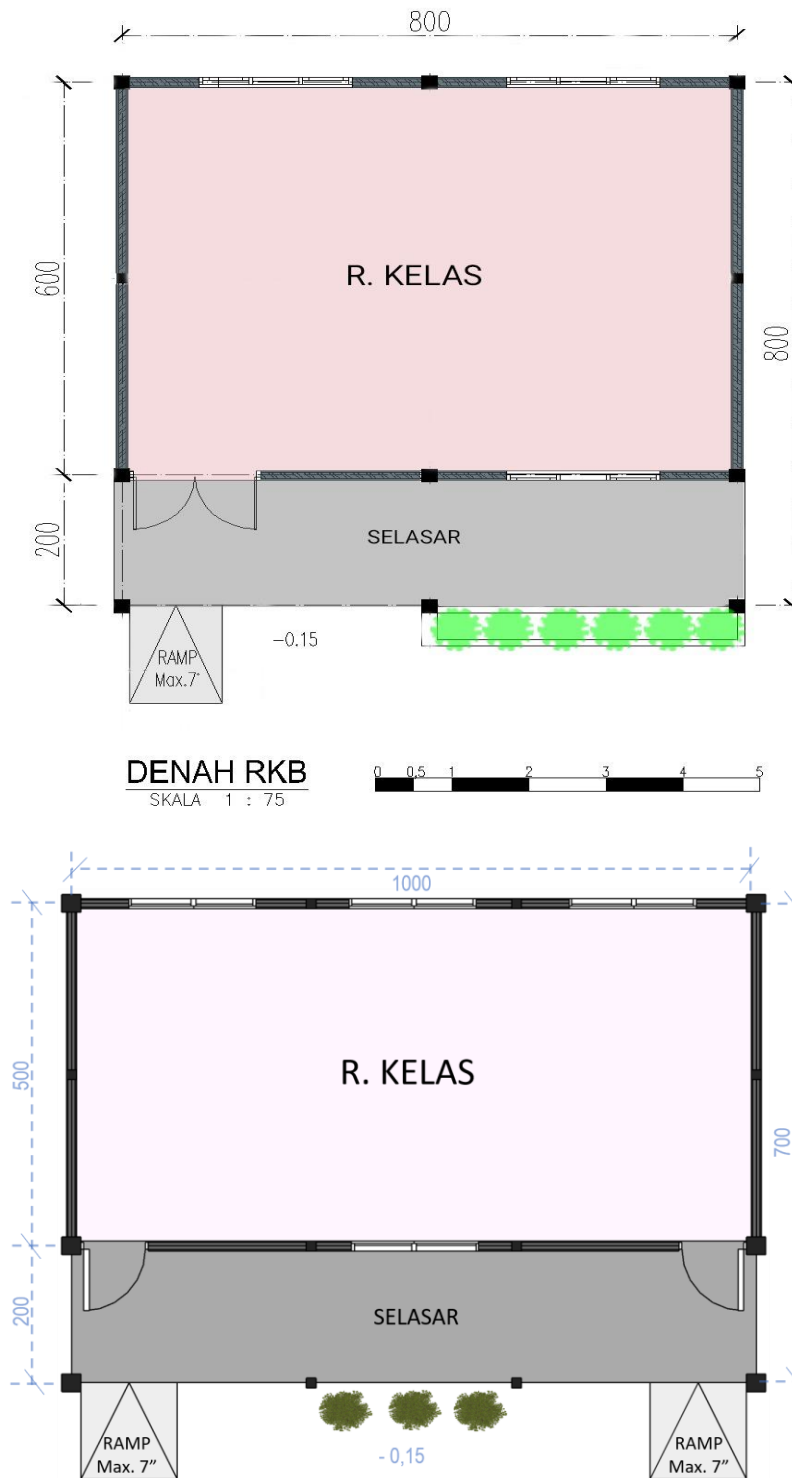 800
600
R. KELAS
800
200
SELASAR
-0.15
RAMP
Max.7°
DENAH RKB
SKALA 1 : 75
0 0,5 1 2 3 4 5
1000
500
R. KELAS
700
200
SELASAR
RAMP
Max. 7”
- 0,15
RAMP
Max. 7”